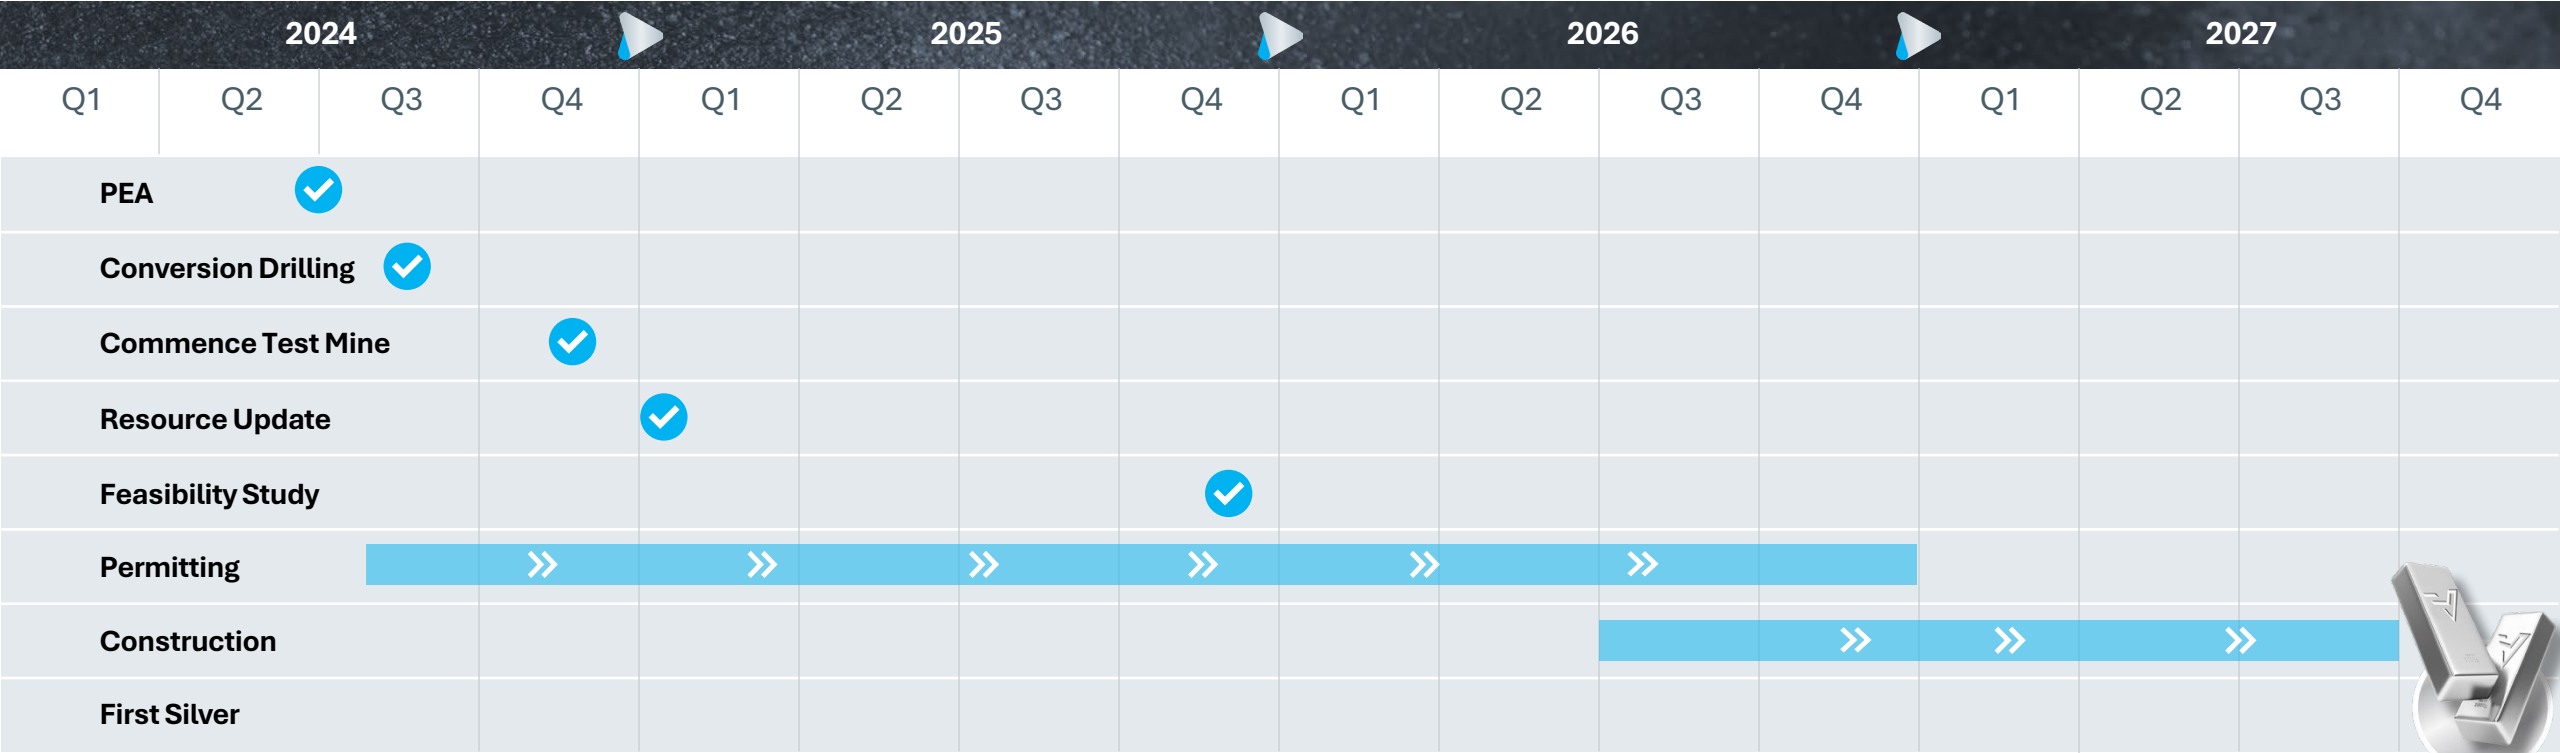 2024 2025 2026 2027
Q1 Q2 Q3 Q4 Q1 Q2 Q3 Q4 Q1 Q2 Q3 Q4 Q1 Q2 Q3 Q4
PEA
Conversion Drilling
Commence Test Mine
Resource Update
Feasibility Study
Permitting
Construction
First Silver